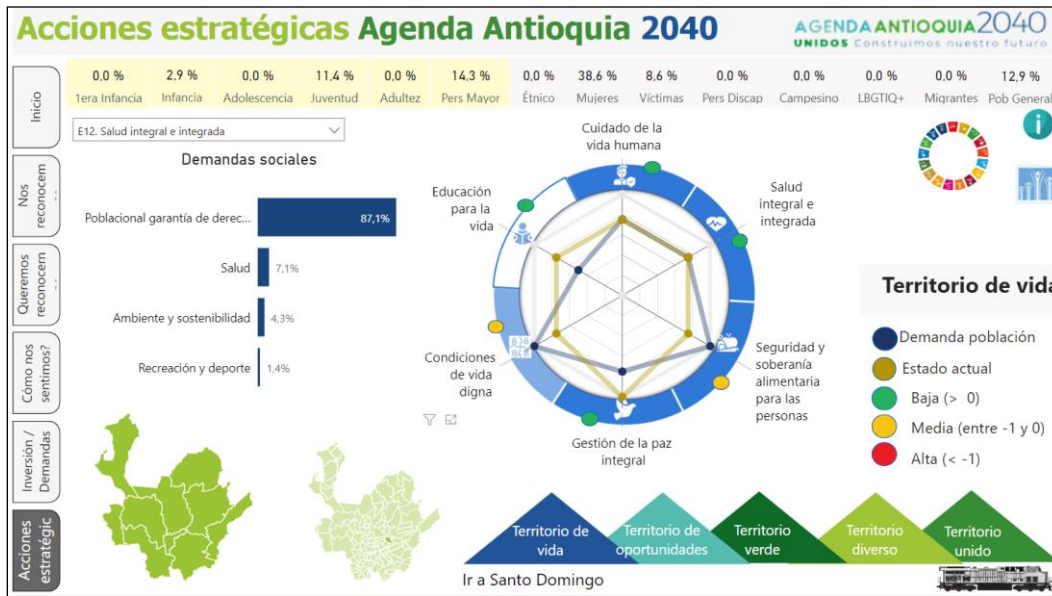 Acciones estratégicas Agenda Antioquia 2040
AGENDA ANTIOQUIA 2040
UNIDOS Construimos nuestro futuro
0,0 % 2,9 % 0,0 % 11,4 % 0,0 % 14,3 % 0,0 % 38,6 % 8,6 % 0,0 % 0,0 % 0,0 % 0,0 % 12,9 %
1era Infancia Infancia Adolescencia Juventud Adultez Pers Mayor Étnico Mujeres Víctimas Pers Discap Campesino LBGTIQ+ Migrantes Pob General
Inicio
Nos
reconocem
Queremos
reconocern
Cómo nos
sentimos?
Inversión /
Demandas
Acciones
estratégic
E12. Salud integral e integrada
Demandas sociales
Poblacional garantía de derec...
87,1%
Salud
7,1%
Ambiente y sostenibilidad
4,3%
Recreación y deporte
1,4%
Cuidado de la
vida humana
Salud
integral e
integrada
Seguridad y
soberanía
alimentaria
para las
personas
Gestión de la paz
integral
Condiciones
de vida
digna
Educación
para la
vida
Territorio de vida
Demanda población
Estado actual
Baja (> 0)
Media (entre -1 y 0)
Alta (< -1)
Territorio de
vida
Territorio de
oportunidades
Territorio
verde
Territorio
diverso
Territorio
unido
Ir a Santo Domingo